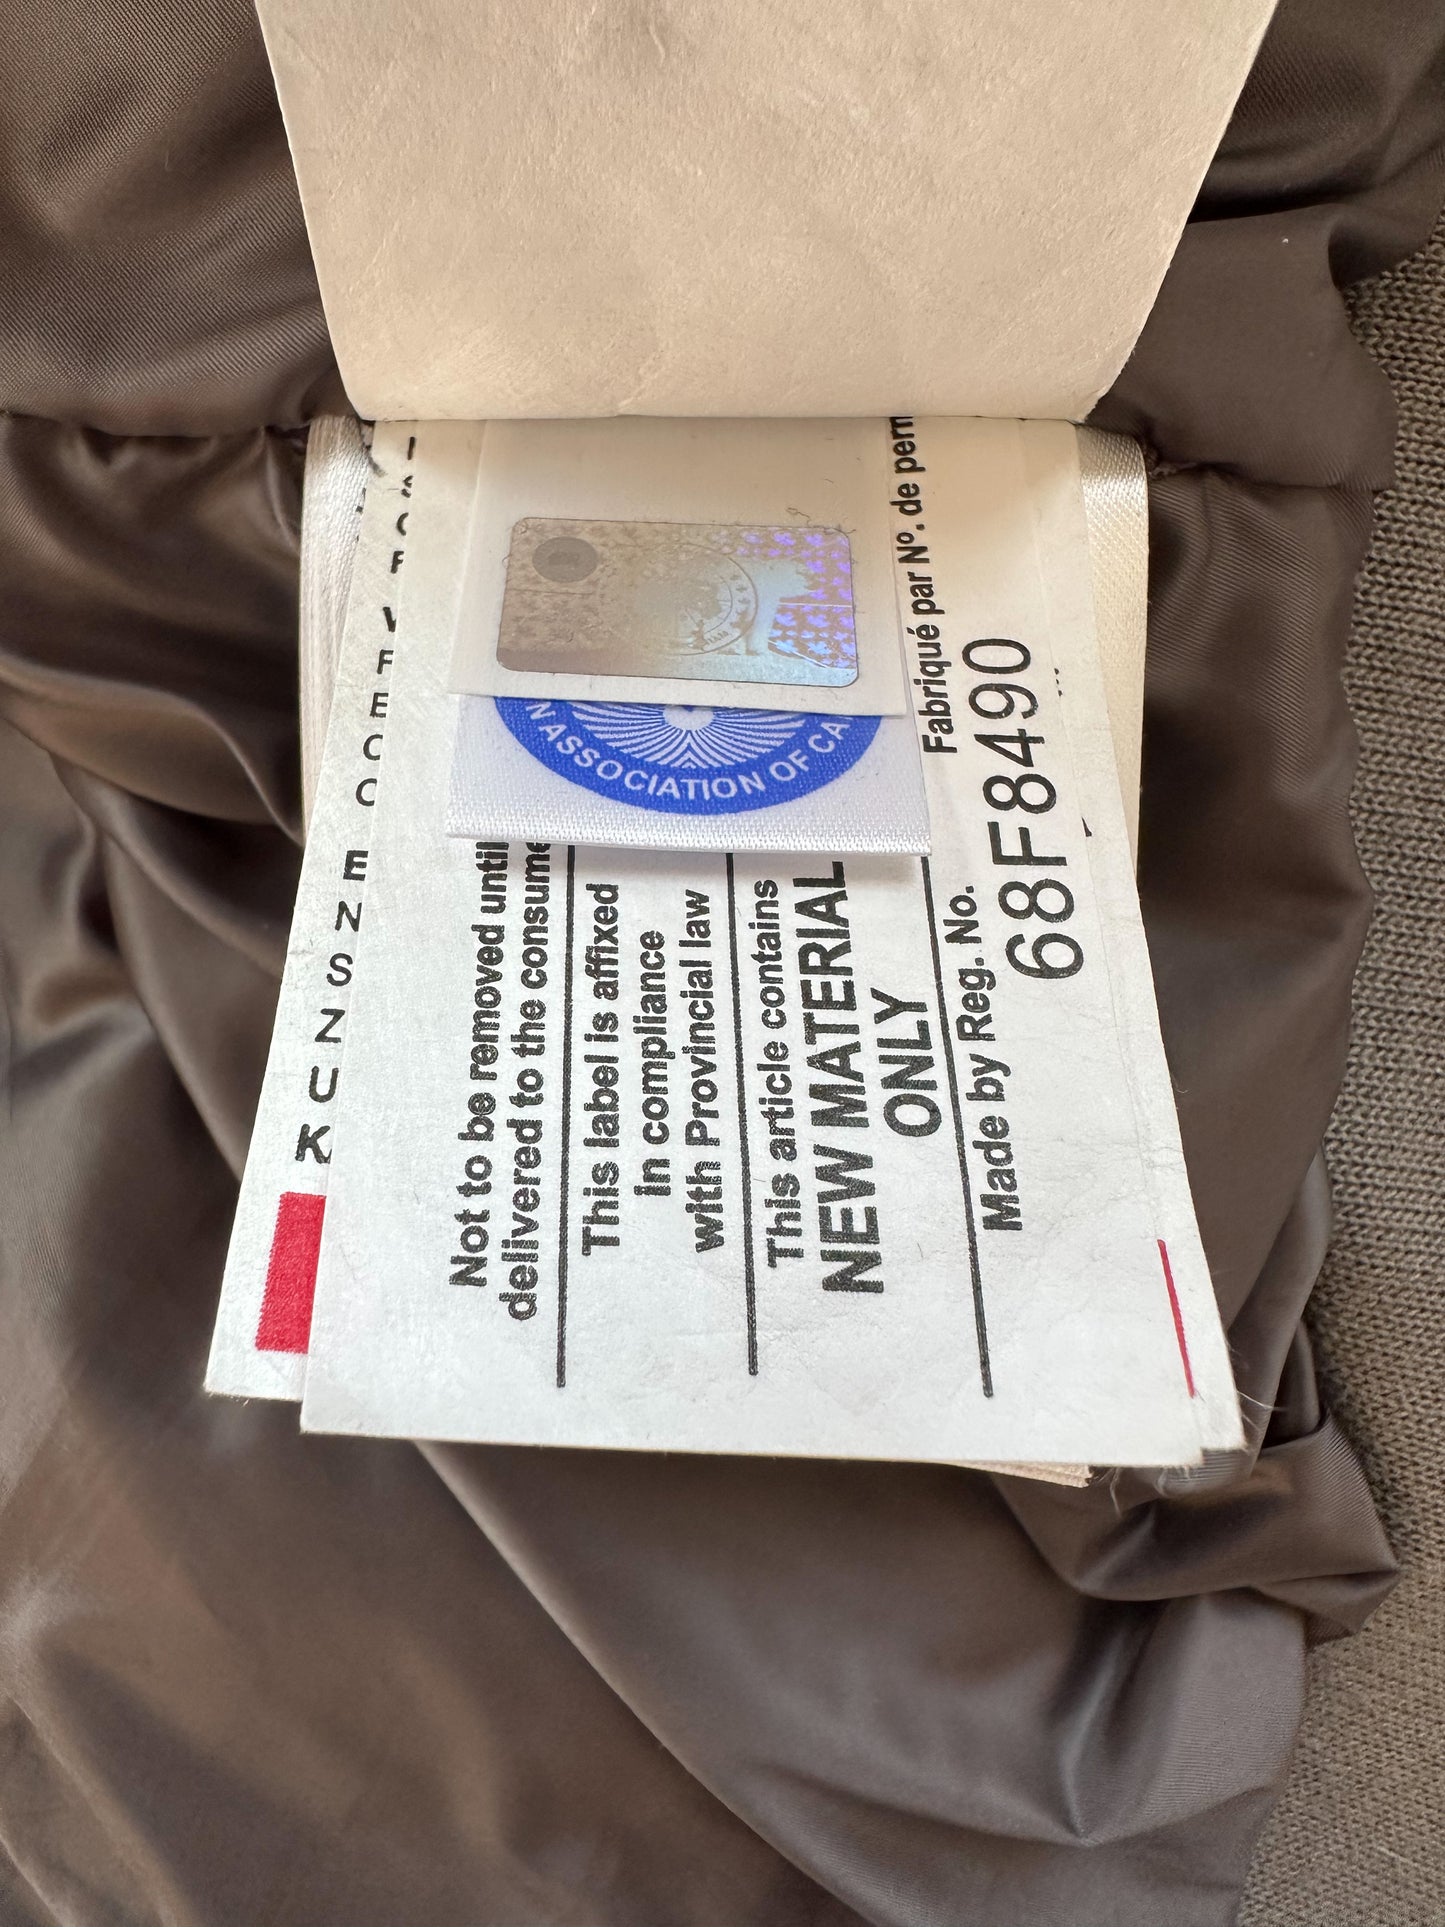 N ASSOCIATION OF CA
Not to be removed until
delivered to the consume
This label is affixed
in compliance
with Provincial law
This article contains
NEW MATERIAL
ONLY
Made by Reg. No.
Fabriqué par Nº. de perm
68F8490